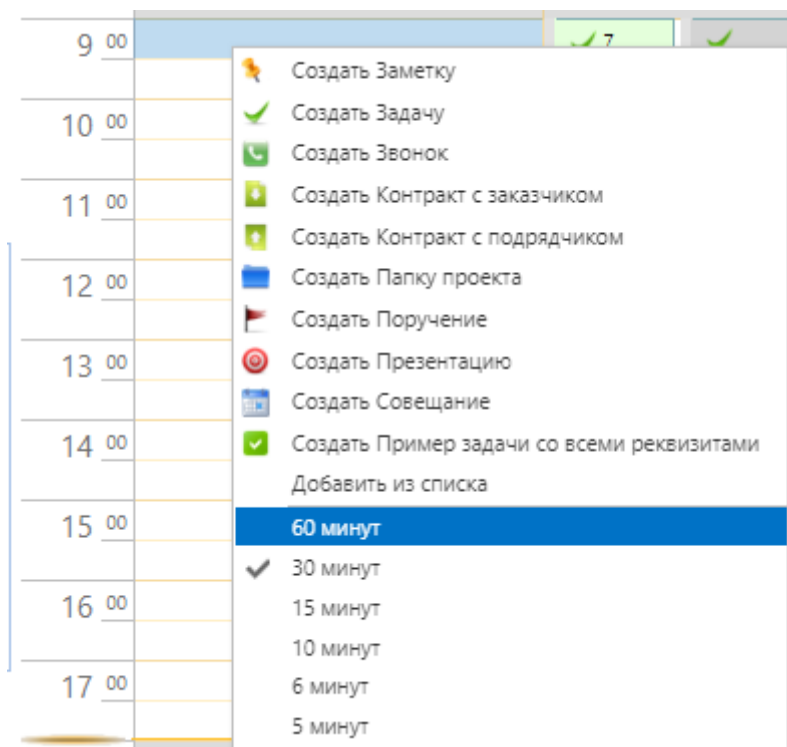 9 00
7
Создать Заметку
Создать Задачу
10 00
Создать Звонок
Создать Контракт с заказчиком
11 00
Создать Контракт с подрядчиком
Создать Папку проекта
12 00
Создать Поручение
Создать Презентацию
13 00
Создать Совещание
Создать Пример задачи со всеми реквизитами
14 00
Добавить из списка
60 минут
15 00
30 минут
15 минут
16 00
10 минут
6 минут
17 00
5 минут